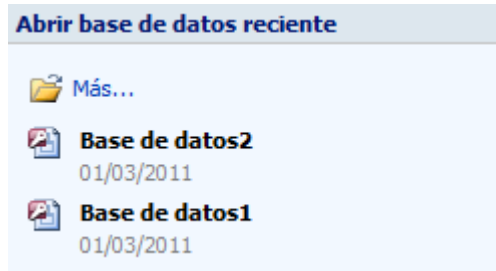 Abrir base de datos reciente
Más...
Base de datos2
01/03/2011
Base de datos1
01/03/2011